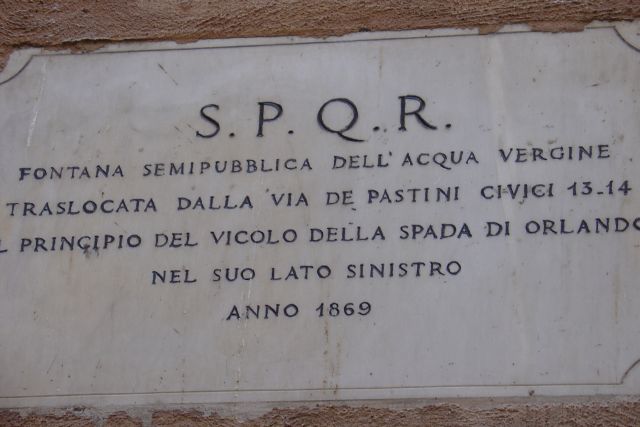 S. P. Q. R.
FONTANA SEMIPUBBLICA DELL' ACQUA VERGINE
TRASLOCATA DALLA VIA DE PASTINI CIVICI 13-14
PRINCIPIO DEL VICOLO DELLA SPADA DI ORLANDO
NEL SUO LATO SINISTRO
ANNO 1869